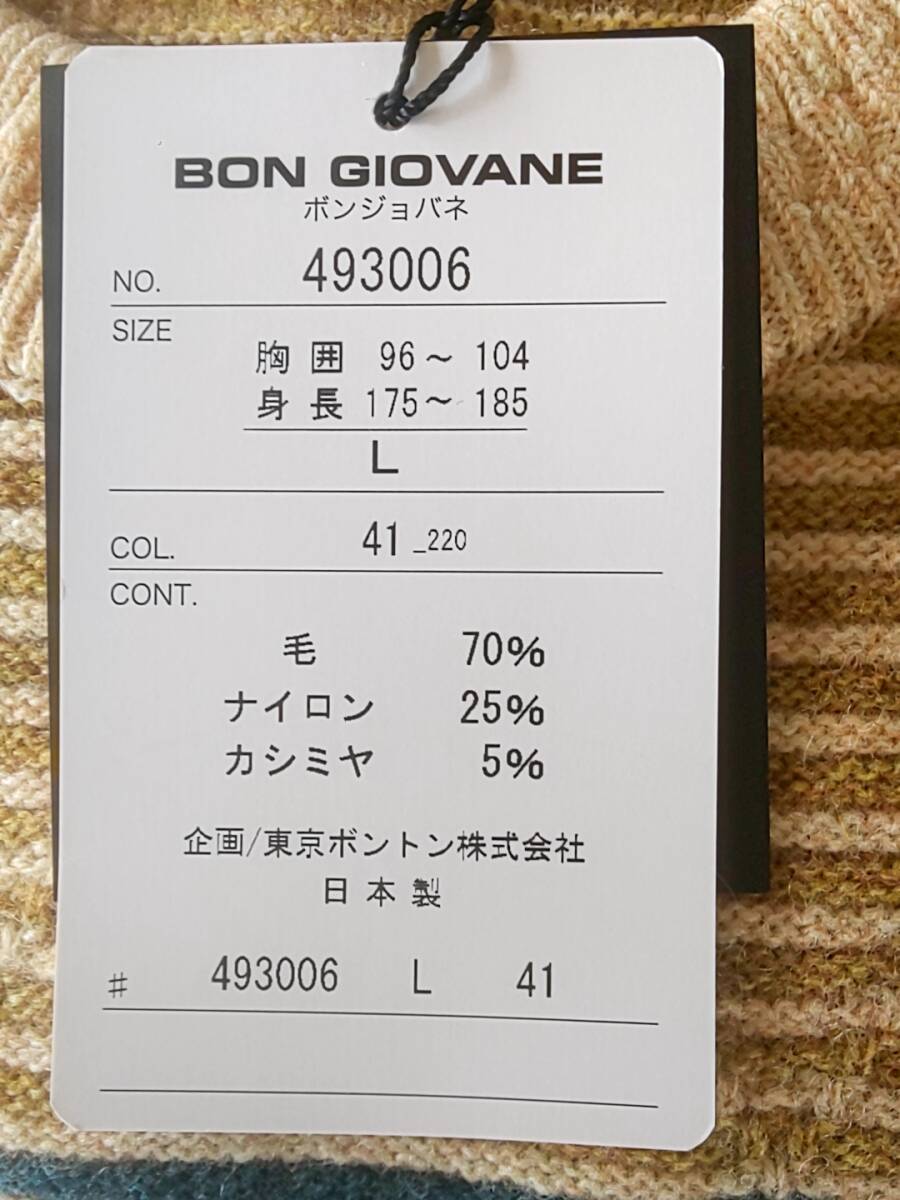 BON GIOVANE
ボンジョバネ
NO. 493006
SIZE
胸 囲 96～ 104
身 長 175～ 185
L
COL. 41 _220
CONT.
毛 70%
ナイロン 25%
カシミヤ 5%
企画/東京ボントン株式会社
日本製
# 493006 L 41